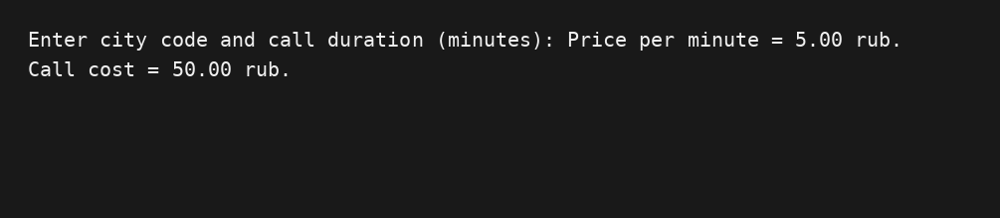 Enter city code and call duration (minutes): Price per minute = 5.00 rub.
Call cost = 50.00 rub.